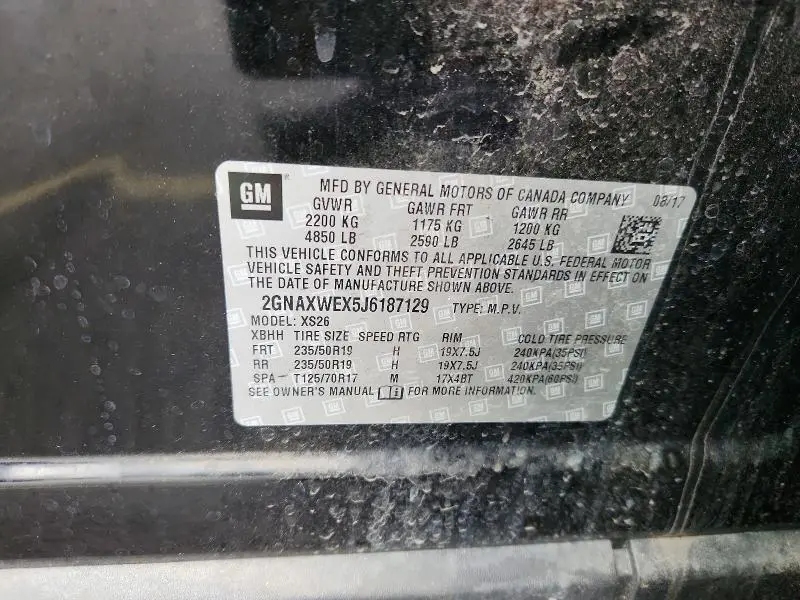 GM
MFD BY GENERAL MOTORS OF CANADA COMPANY 08/17
GVWR GAWR FRT GAWR RR
2200 KG 1175 KG 1200 KG
4850 LB 2590 LB 2645 LB
THIS VEHICLE CONFORMS TO ALL APPLICABLE U.S. FEDERAL MOTOR
VEHICLE SAFETY AND THEFT PREVENTION STANDARDS IN EFFECT ON
THE DATE OF MANUFACTURE SHOWN ABOVE.
2GNAXWEX5J6187129 TYPE: M.P.V.
MODEL: XS26
XBHH TIRE SIZE SPEED RTG RIM COLD TIRE PRESSURE
FRT 235/50R19 H 19X7.5J 240KPA(35PSI)
RR 235/50R19 H 19X7.5J 240KPA(35PSI)
SPA T125/70R17 M 17X4BT 420KPA(60PSI)
SEE OWNER'S MANUAL FOR MORE INFORMATION.